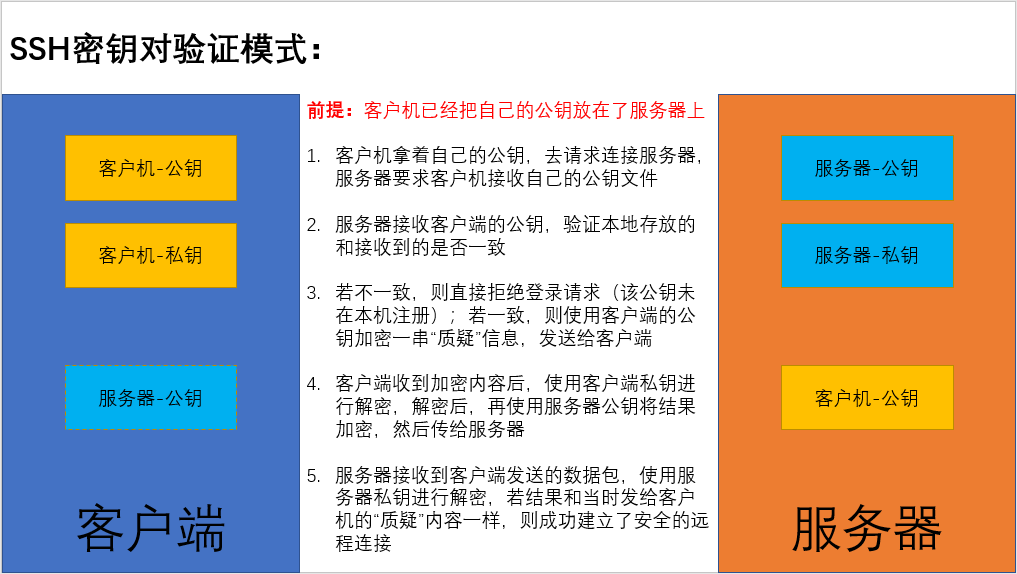 SSH密钥对验证模式：
客户机-公钥
客户机-私钥
服务器-公钥
客户端
前提：客户机已经把自己的公钥放在了服务器上
1. 客户机拿着自己的公钥，去请求连接服务器，
服务器要求客户机接收自己的公钥文件
2. 服务器接收客户端的公钥，验证本地存放的
和接收到的是否一致
3. 若不一致，则直接拒绝登录请求（该公钥未
在本机注册）；若一致，则使用客户端的公
钥加密一串“质疑”信息，发送给客户端
4. 客户端收到加密内容后，使用客户端私钥进
行解密，解密后，再使用服务器公钥将结果
加密，然后传给服务器
5. 服务器接收到客户端发送的数据包，使用服
务器私钥进行解密，若结果和当时发给客户
机的“质疑”内容一样，则成功建立了安全的远
程连接
服务器-公钥
服务器-私钥
客户机-公钥
服务器